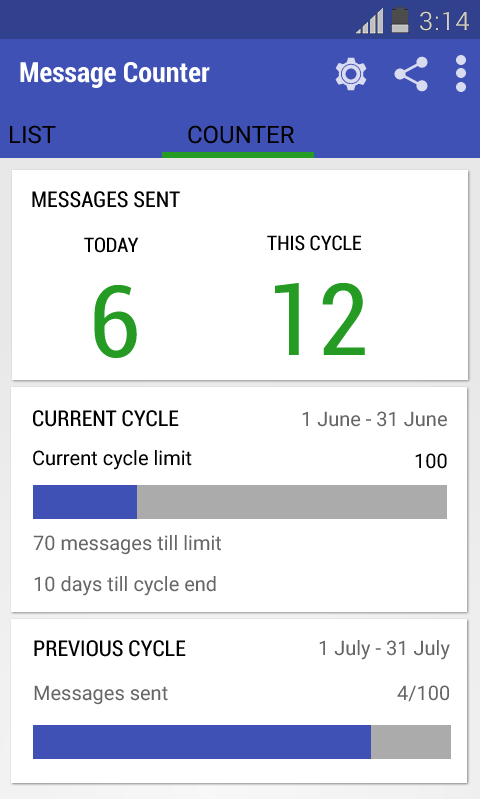 3:14
Message Counter
LIST COUNTER
MESSAGES SENT
TODAY THIS CYCLE
6 12
CURRENT CYCLE 1 June - 31 June
Current cycle limit 100
70 messages till limit
10 days till cycle end
PREVIOUS CYCLE 1 July - 31 July
Messages sent 4/100